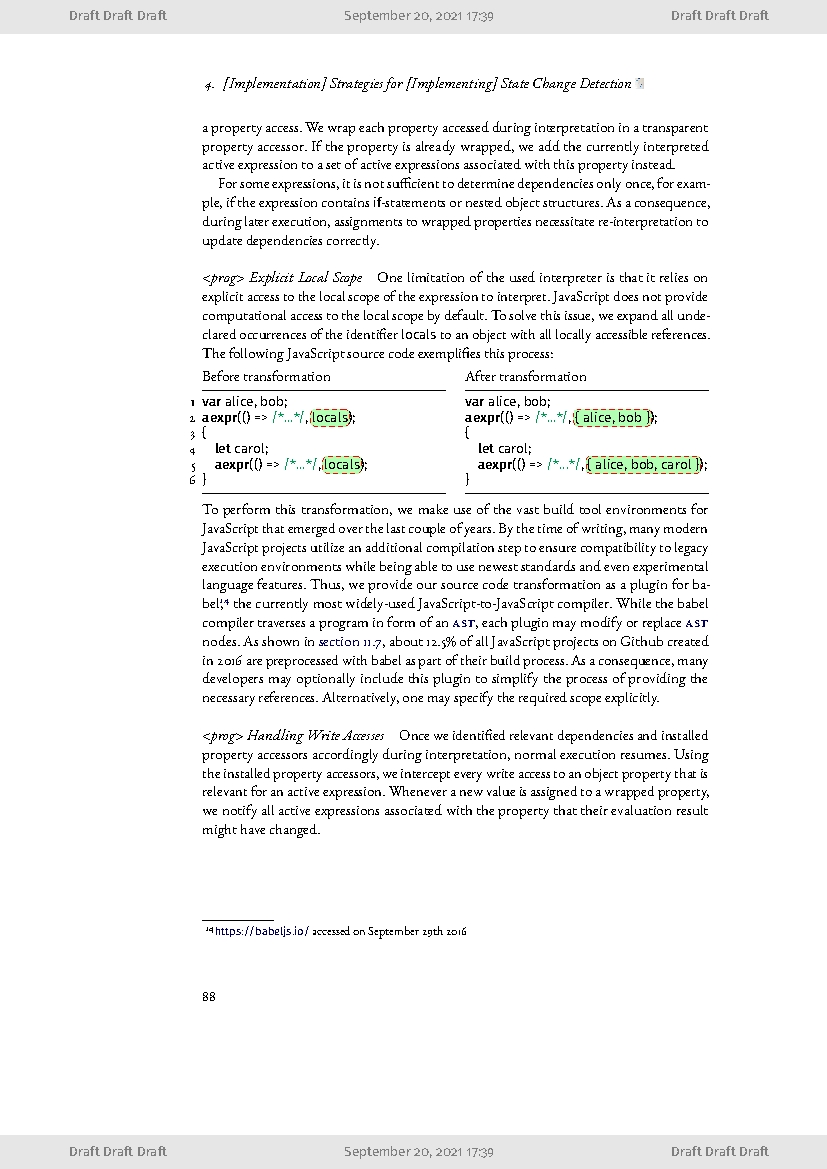 Draft Draft Draft September 20, 2021 17:39 Draft Draft Draft
4. [Implementation] Strategies for [Implementing] State Change Detection
a property access. We wrap each property accessed during interpretation in a transparent
property accessor. If the property is already wrapped, we add the currently interpreted
active expression to a set of active expressions associated with this property instead.
For some expressions, it is not sufficient to determine dependencies only once, for exam-
ple, if the expression contains if-statements or nested object structures. As a consequence,
during later execution, assignments to wrapped properties necessitate re-interpretation to
update dependencies correctly.
<prog> Explicit Local Scope One limitation of the used interpreter is that it relies on
explicit access to the local scope of the expression to interpret. JavaScript does not provide
computational access to the local scope by default. To solve this issue, we expand all unde-
clared occurrences of the identifier locals to an object with all locally accessible references.
The following JavaScript source code exemplifies this process:
Before transformation After transformation
1 var alice, bob; var alice, bob;
2 aexpr(() => /*...*/, locals); aexpr(() => /*...*/, { alice, bob });
3 { {
4 let carol; let carol;
5 aexpr(() => /*...*/, locals); aexpr(() => /*...*/, { alice, bob, carol });
6 } }
To perform this transformation, we make use of the vast build tool environments for
JavaScript that emerged over the last couple of years. By the time of writing, many modern
JavaScript projects utilize an additional compilation step to ensure compatibility to legacy
execution environments while being able to use newest standards and even experimental
language features. Thus, we provide our source code transformation as a plugin for ba-
bel,14 the currently most widely-used JavaScript-to-JavaScript compiler. While the babel
compiler traverses a program in form of an AST, each plugin may modify or replace AST
nodes. As shown in section 11.7, about 12.5% of all JavaScript projects on Github created
in 2016 are preprocessed with babel as part of their build process. As a consequence, many
developers may optionally include this plugin to simplify the process of providing the
necessary references. Alternatively, one may specify the required scope explicitly.
<prog> Handling Write Accesses Once we identified relevant dependencies and installed
property accessors accordingly during interpretation, normal execution resumes. Using
the installed property accessors, we intercept every write access to an object property that is
relevant for an active expression. Whenever a new value is assigned to a wrapped property,
we notify all active expressions associated with the property that their evaluation result
might have changed.
14 https://babeljs.io/ accessed on September 29th 2016
88
Draft Draft Draft September 20, 2021 17:39 Draft Draft Draft